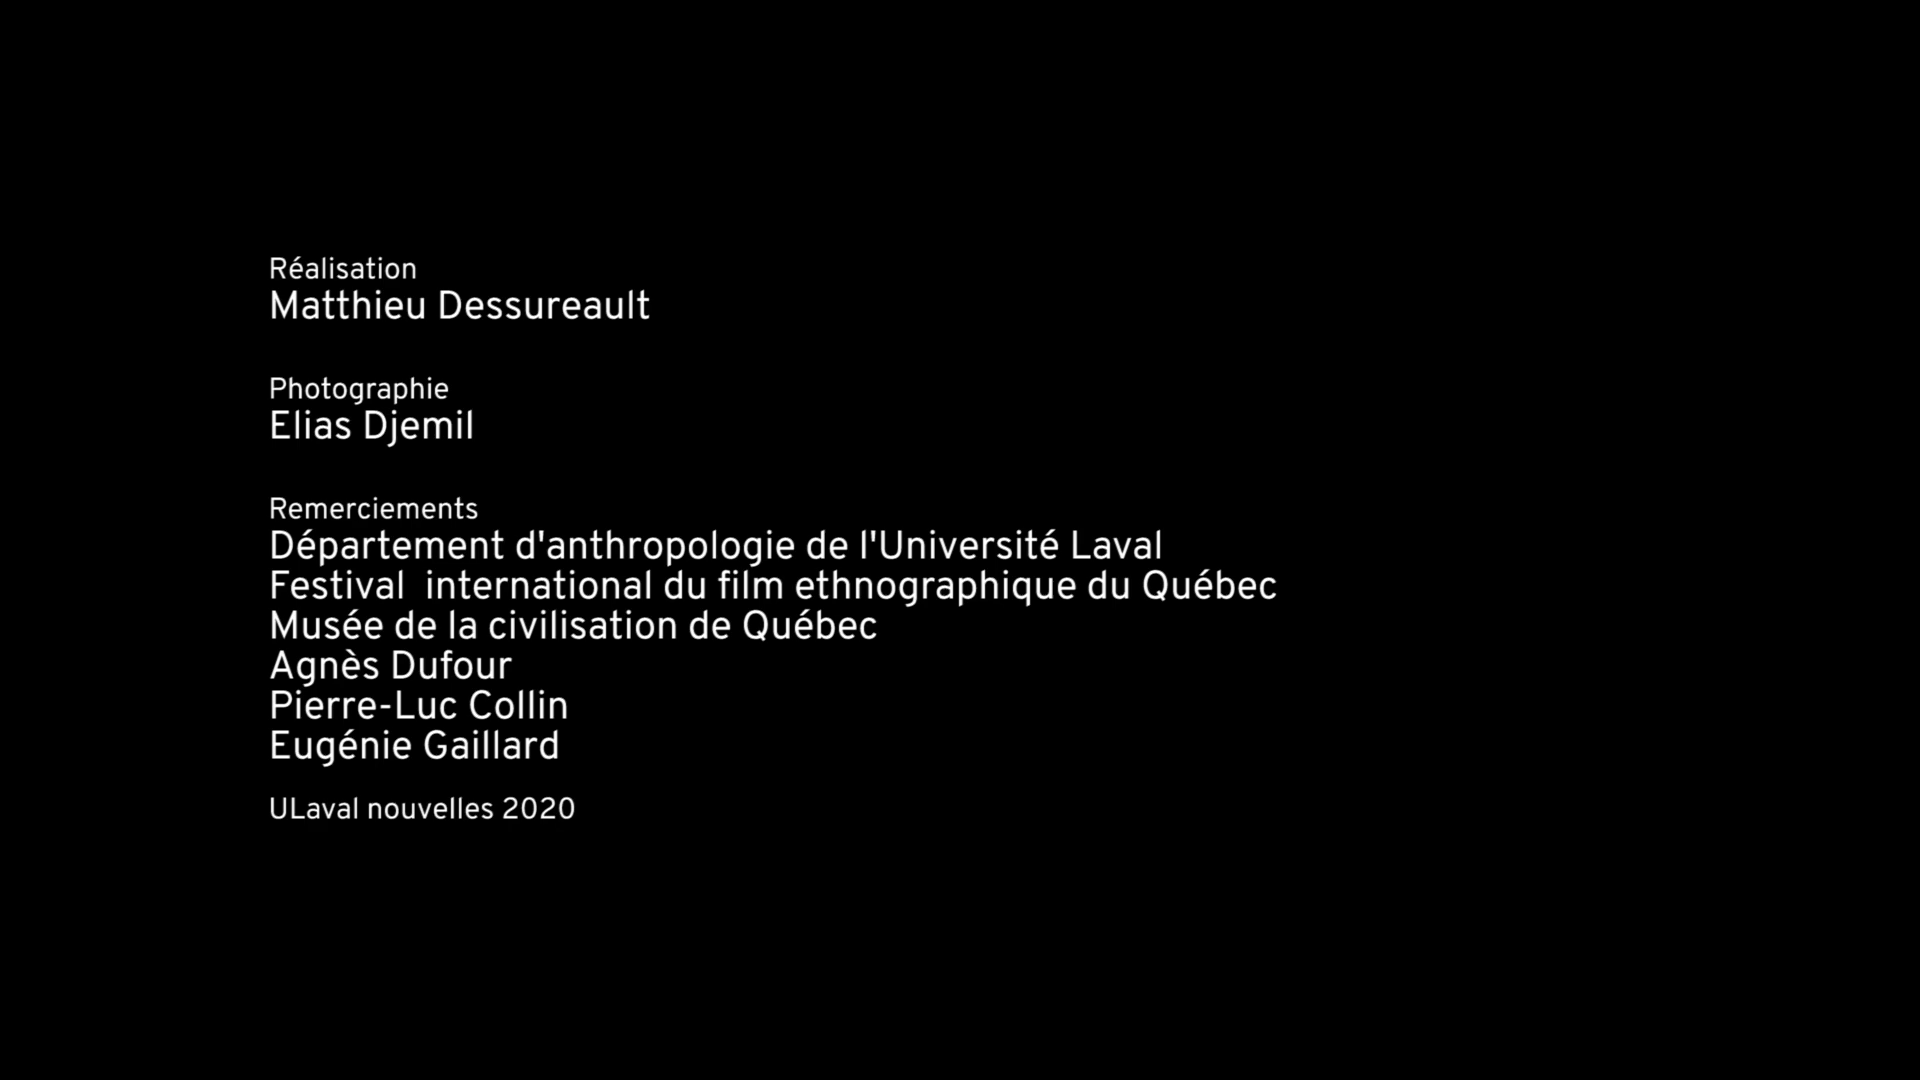 Réalisation
Matthieu Dessureault
Photographie
Elias Djemil
Remerciements
Département d'anthropologie de l'Université Laval
Festival  international du film ethnographique du Québec
Musée de la civilisation de Québec
Agnès Dufour
Pierre-Luc Collin
Eugénie Gaillard
ULaval nouvelles 2020